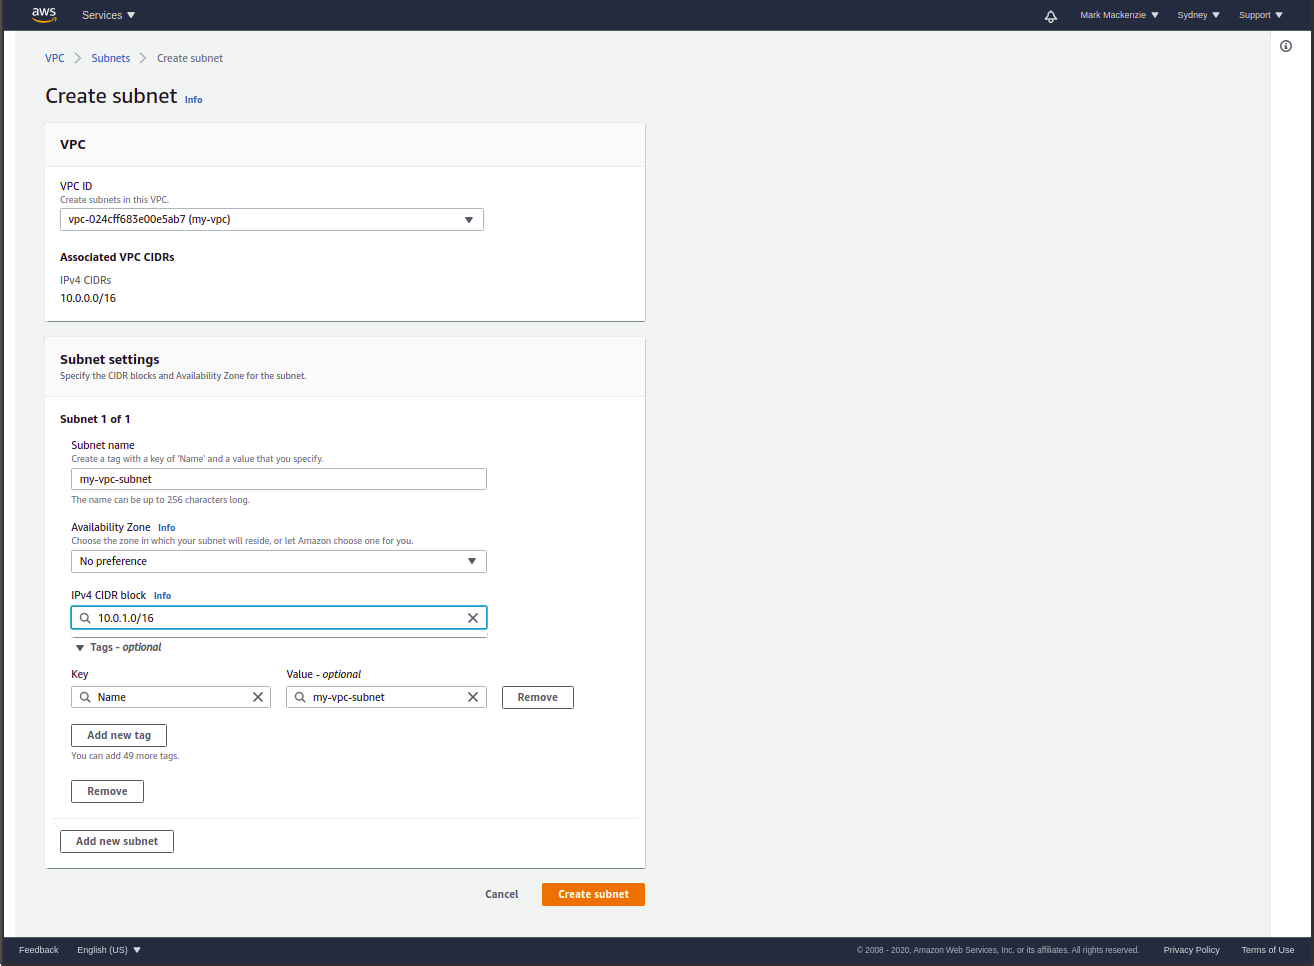 aws Services Mark Mackenzie Sydney Support
VPC Subnets Create subnet
Create subnet Info
VPC
VPC ID
Create subnets in this VPC.
vpc-024cff683e00e5ab7 (my-vpc)
Associated VPC CIDRs
IPv4 CIDRs
10.0.0.0/16
Subnet settings
Specify the CIDR blocks and Availability Zone for the subnet.
Subnet 1 of 1
Subnet name
Create a tag with a key of 'Name' and a value that you specify.
my-vpc-subnet
The name can be up to 256 characters long.
Availability Zone Info
Choose the zone in which your subnet will reside, or let Amazon choose one for you.
No preference
IPv4 CIDR block Info
10.0.1.0/16
Tags - optional
Key Value - optional
Name my-vpc-subnet Remove
Add new tag
You can add 49 more tags.
Remove
Add new subnet
Cancel Create subnet
Feedback English (US) © 2008 - 2020, Amazon Web Services, Inc. or its affiliates. All rights reserved. Privacy Policy Terms of Use